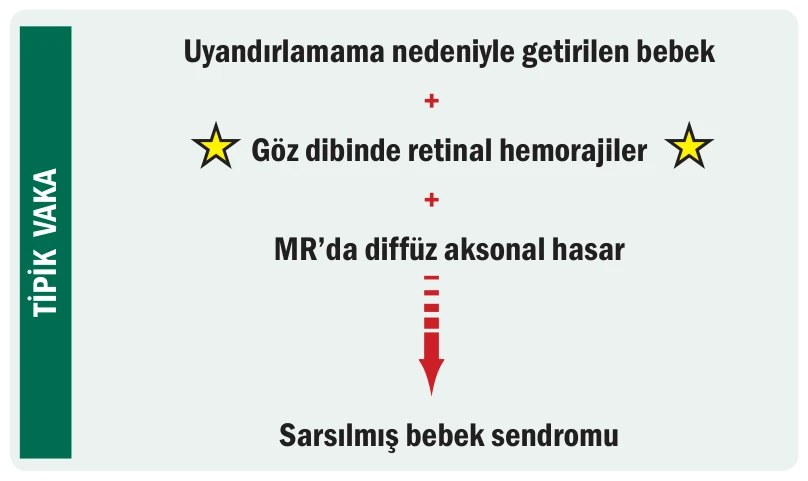 TİPİK VAKA
Uyandırlamama nedeniyle getirilen bebek
+
Göz dibinde retinal hemorajiler
+
MR’da diffüz aksonal hasar
Sarsılmış bebek sendromu